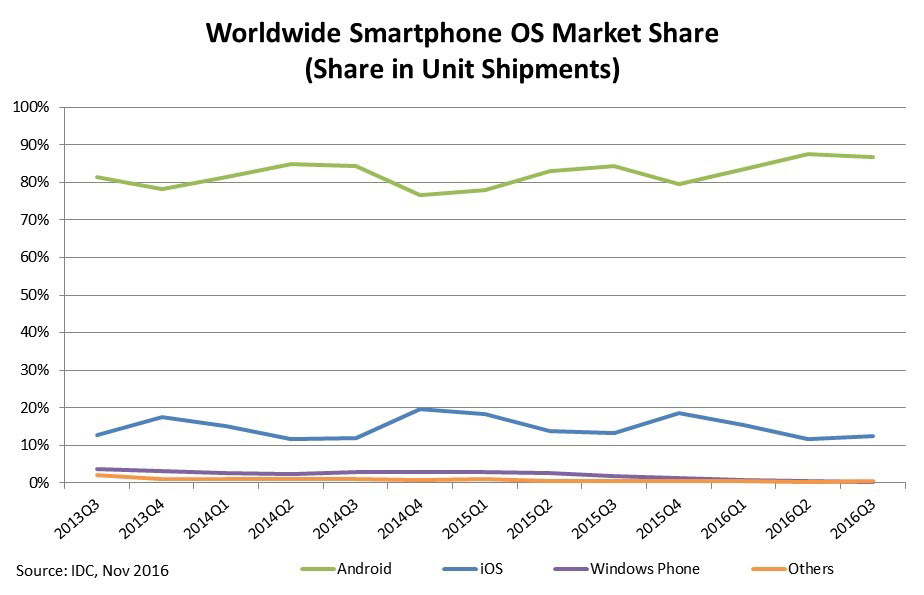 Worldwide Smartphone OS Market Share
(Share in Unit Shipments)
100%
90%
80%
70%
60%
50%
40%
30%
20%
10%
0%
2013Q3
2013Q4
2014Q1
2014Q2
2014Q3
2014Q4
2015Q1
2015Q2
2015Q3
2015Q4
2016Q1
2016Q2
2016Q3
Source: IDC, Nov 2016
Android
iOS
Windows Phone
Others